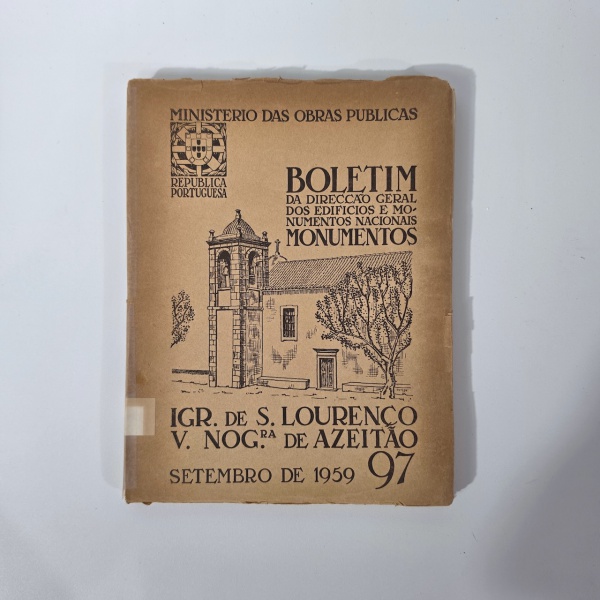 MINISTERIO DAS OBRAS PUBLICAS
REPUBLICA
PORTUGUESA
BOLETIM
DA DIRECCÃO GERAL
DOS EDIFICIOS E MO-
NUMENTOS NACIONAIS
MONUMENTOS
IGR. DE S. LOURENÇO
V. NOG.RA DE AZEITÃO
SETEMBRO DE 1959 97